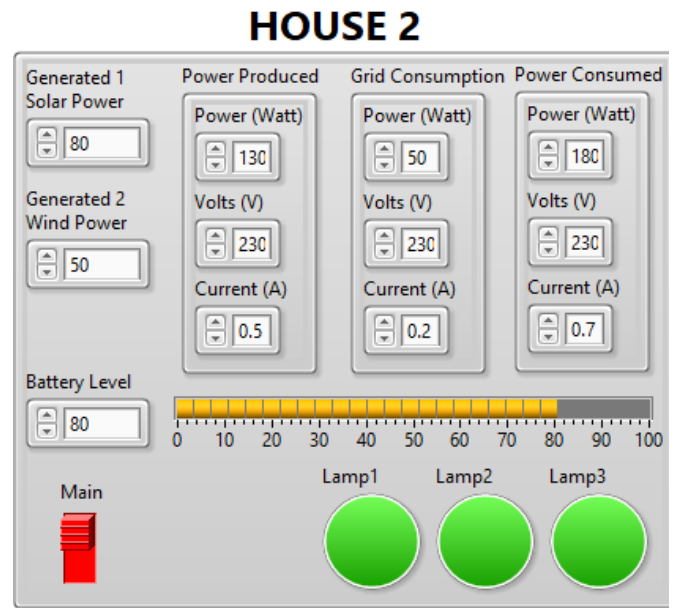 HOUSE 2
Generated 1
Solar Power
80
Generated 2
Wind Power
50
Power Produced
Power (Watt)
130
Volts (V)
230
Current (A)
0.5
Grid Consumption
Power (Watt)
50
Volts (V)
230
Current (A)
0.2
Power Consumed
Power (Watt)
180
Volts (V)
230
Current (A)
0.7
Battery Level
80
0 10 20 30 40 50 60 70 80 90 100
Main
Lamp1 Lamp2 Lamp3